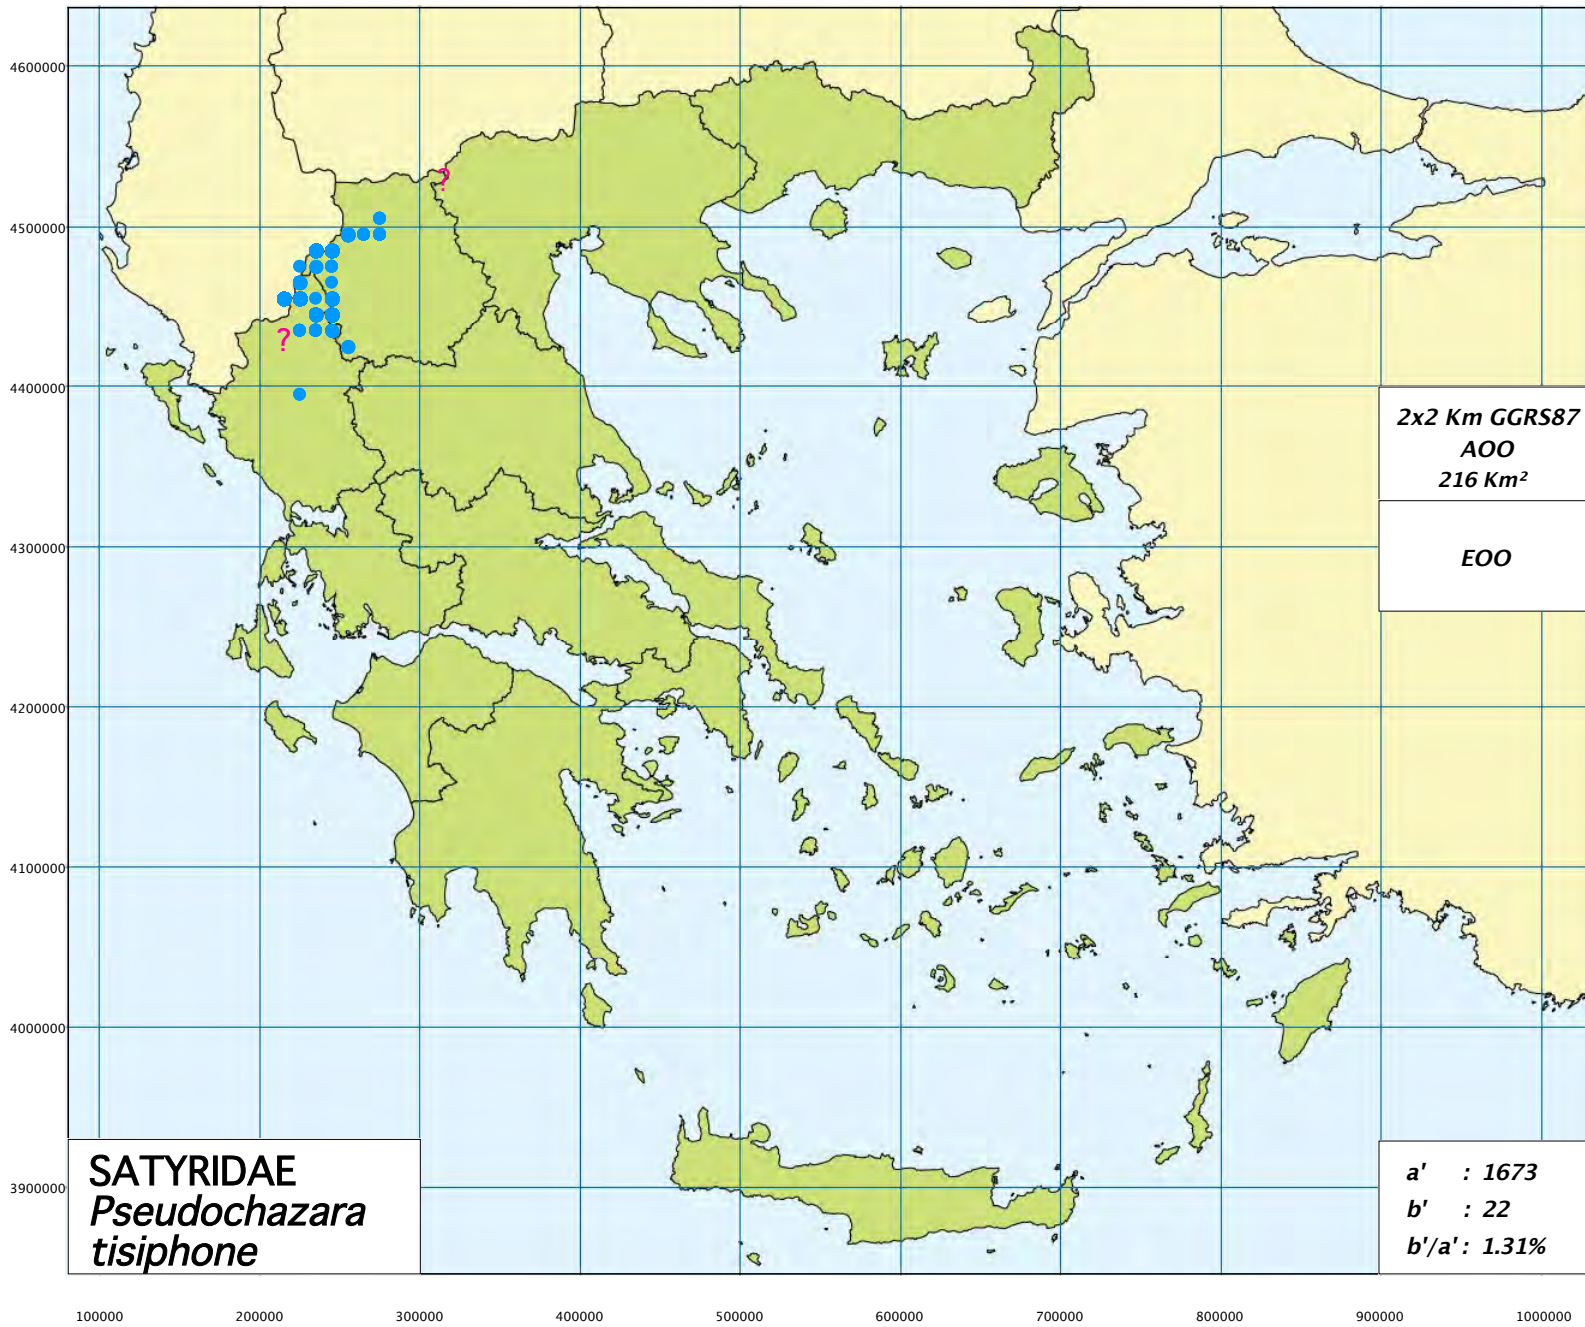 4600000
?
4500000
?
4400000
2x2 Km GGRS87
AOO
216 Km²
4300000
EOO
4200000
4100000
4000000
3900000
SATYRIDAE
Pseudochazara
tisiphone
a' : 1673
b' : 22
b'/a' : 1.31%
100000 200000 300000 400000 500000 600000 700000 800000 900000 1000000